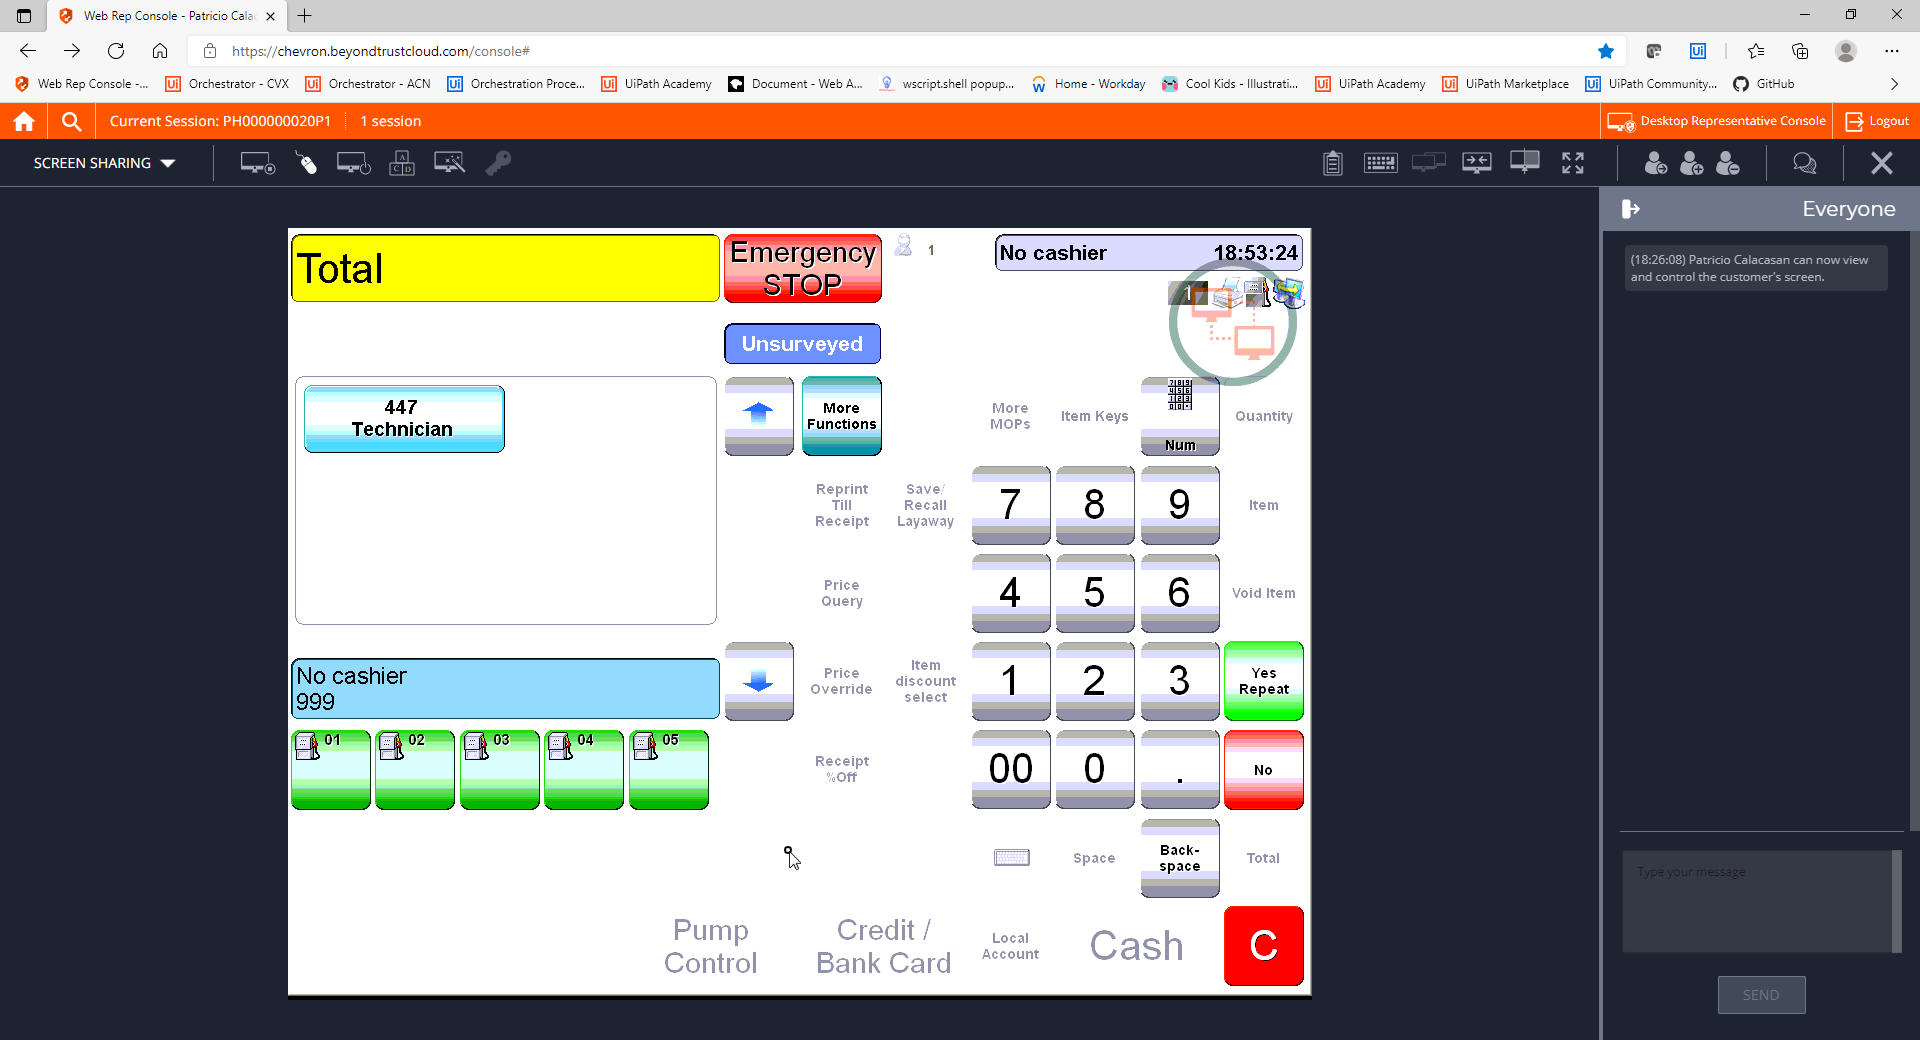 Web Rep Console - Patricio Cala
https://chevron.beyondtrustcloud.com/console#
Web Rep Console -...
Orchestrator - CVX
Orchestrator - ACN
Orchestration Proce...
UiPath Academy
Document - Web A...
wscript.shell popup...
Home - Workday
Cool Kids - Illustrati...
UiPath Academy
UiPath Marketplace
UiPath Community...
GitHub
Current Session: PH000000020P1
1 session
Desktop Representative Console
Logout
SCREEN SHARING
Everyone
(18:26:08) Patricio Calacasan can now view
and control the customer's screen.
Type your message
SEND
Total
Emergency
STOP
1
No cashier 18:53:24
1
Unsurveyed
447
Technician
More
Functions
More
MOPs
Item Keys
Num
Quantity
Reprint
Till
Receipt
Save/
Recall
Layaway
7
8
9
Item
Price
Query
4
5
6
Void Item
No cashier
999
Price
Override
Item
discount
select
1
2
3
Yes
Repeat
01
02
03
04
05
Receipt
%Off
00
0
.
No
Space
Back-
space
Total
Pump
Control
Credit /
Bank Card
Local
Account
Cash
C